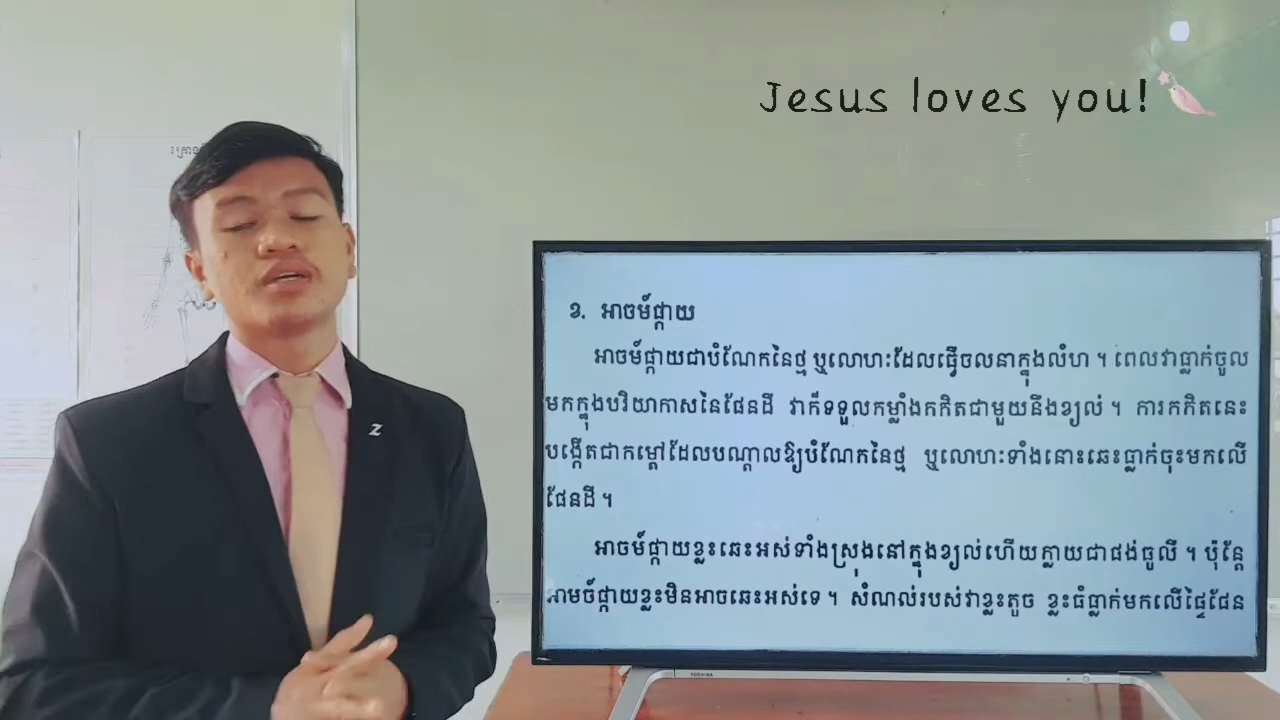 Jesus loves you!
ខ. អាចម៍ផ្កាយ
អាចម៍ផ្កាយជាបំណែកនៃថ្ម ឬលោហៈដែលធ្វើចលនាក្នុងលំហ ។ ពេលវាធ្លាក់ចូល
មកក្នុងបរិយាកាសនៃផែនដី វាក៏ទទួលកម្លាំងកកិតជាមួយនឹងខ្យល់ ។ ការកកិតនេះ
បង្កើតជាកម្ដៅដែលបណ្ដាលឱ្យបំណែកនៃថ្ម ឬលោហៈទាំងនោះឆេះធ្លាក់ចុះមកលើ
ផែនដី ។
អាចម៍ផ្កាយខ្លះឆេះអស់ទាំងស្រុងនៅក្នុងខ្យល់ហើយក្លាយជាផង់ធូលី ។ ប៉ុន្តែ
អាមច៍ផ្កាយខ្លះមិនអាចឆេះអស់ទេ ។ សំណល់របស់វាខ្លះតូច ខ្លះធំធ្លាក់មកលើផ្ទៃផែន
TOSHIBA
Z